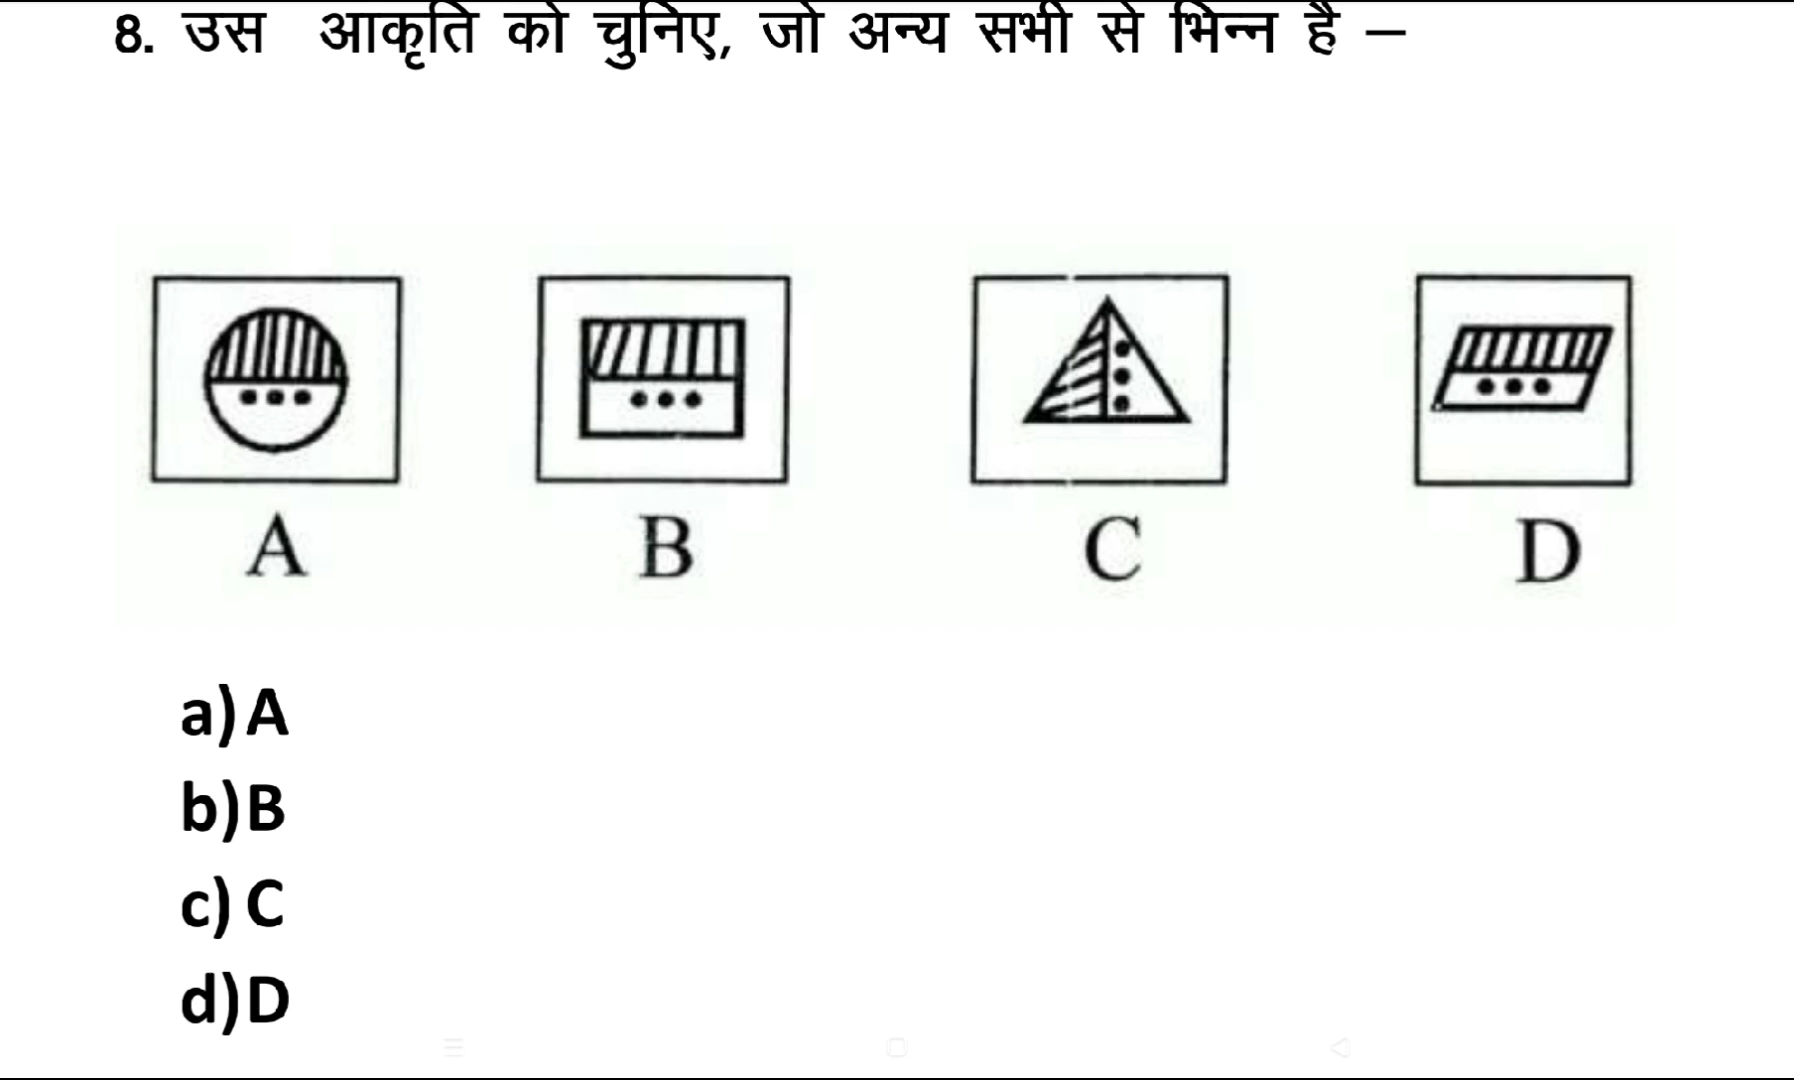 8. उस आकृति को चुनिए, जो अन्य सभी से भिन्न है –
A B C D
a) A
b) B
c) C
d) D